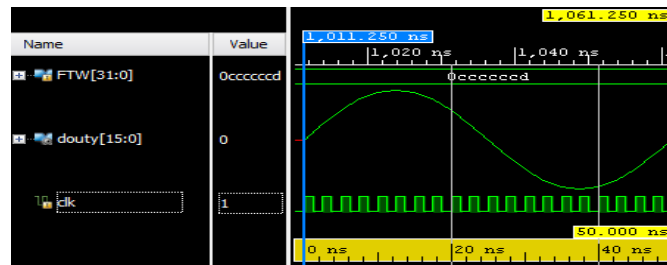 1,061.250 ns
Name Value 1,011.250 ns
1,020 ns 1,040 ns
FTW[31:0] 0ccccccd 0ccccccd
douty[15:0] 0
clk 1
50.000 ns
0 ns 20 ns 40 ns